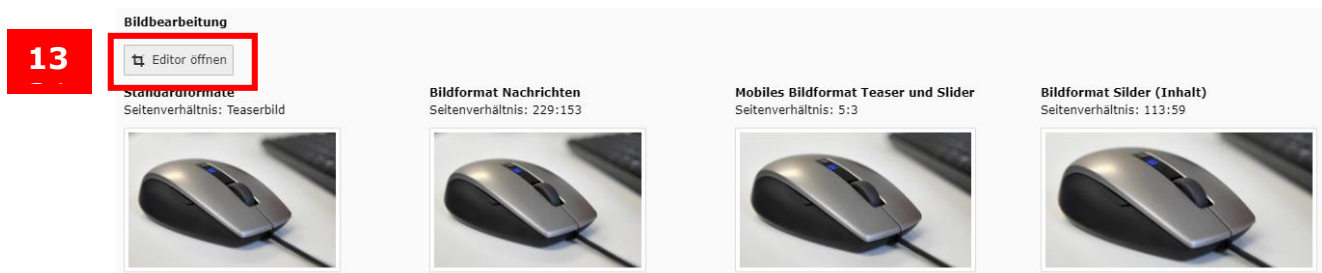 Bildbearbeitung
13
Editor öffnen
Standardformate
Seitenverhältnis: Teaserbild
Bildformat Nachrichten
Seitenverhältnis: 229:153
Mobiles Bildformat Teaser und Slider
Seitenverhältnis: 5:3
Bildformat Silder (Inhalt)
Seitenverhältnis: 113:59